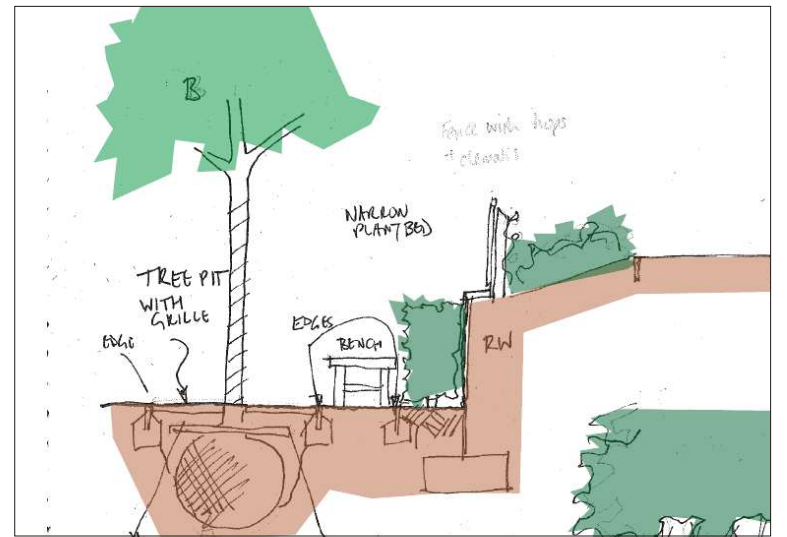 B
Fence with hops
+ clematis
NARROW
PLANT BED
TREE PIT
WITH
GRILLE
EDGE
EDGES
BENCH
RW